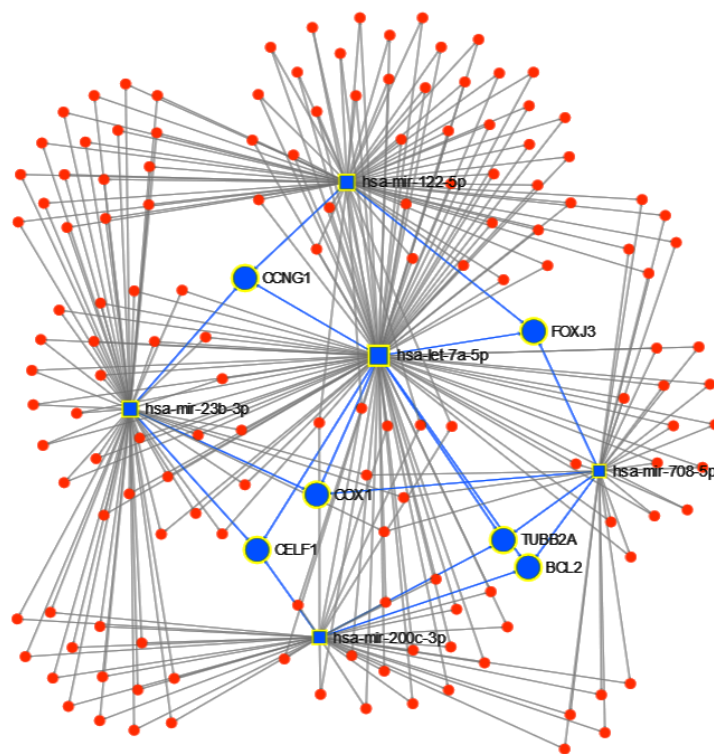 hsa-mir-122-5p
CCNG1
FOXJ3
hsa-let-7a-5p
hsa-mir-23b-3p
hsa-mir-708-5p
COX1
TUBB2A
CELF1
BCL2
hsa-mir-200c-3p